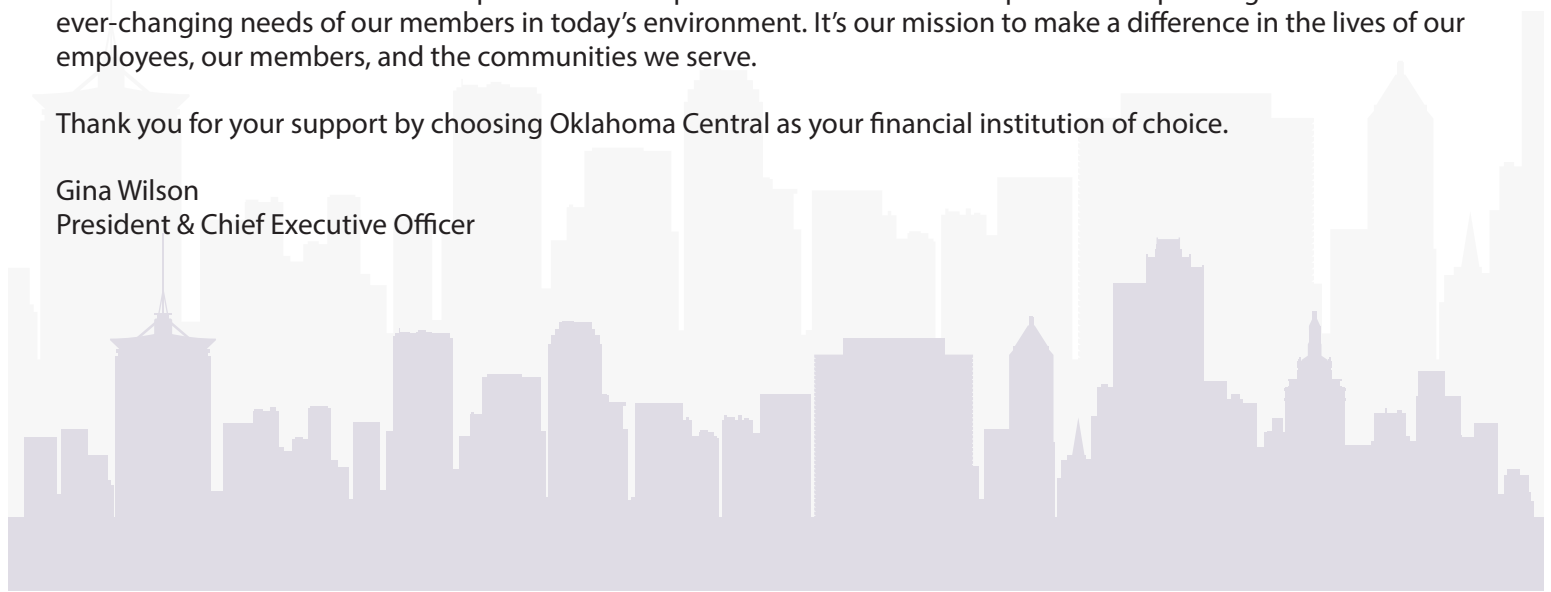 ever-changing needs of our members in today’s environment. It’s our mission to make a difference in the lives of our
employees, our members, and the communities we serve.
Thank you for your support by choosing Oklahoma Central as your financial institution of choice.
Gina Wilson
President & Chief Executive Officer